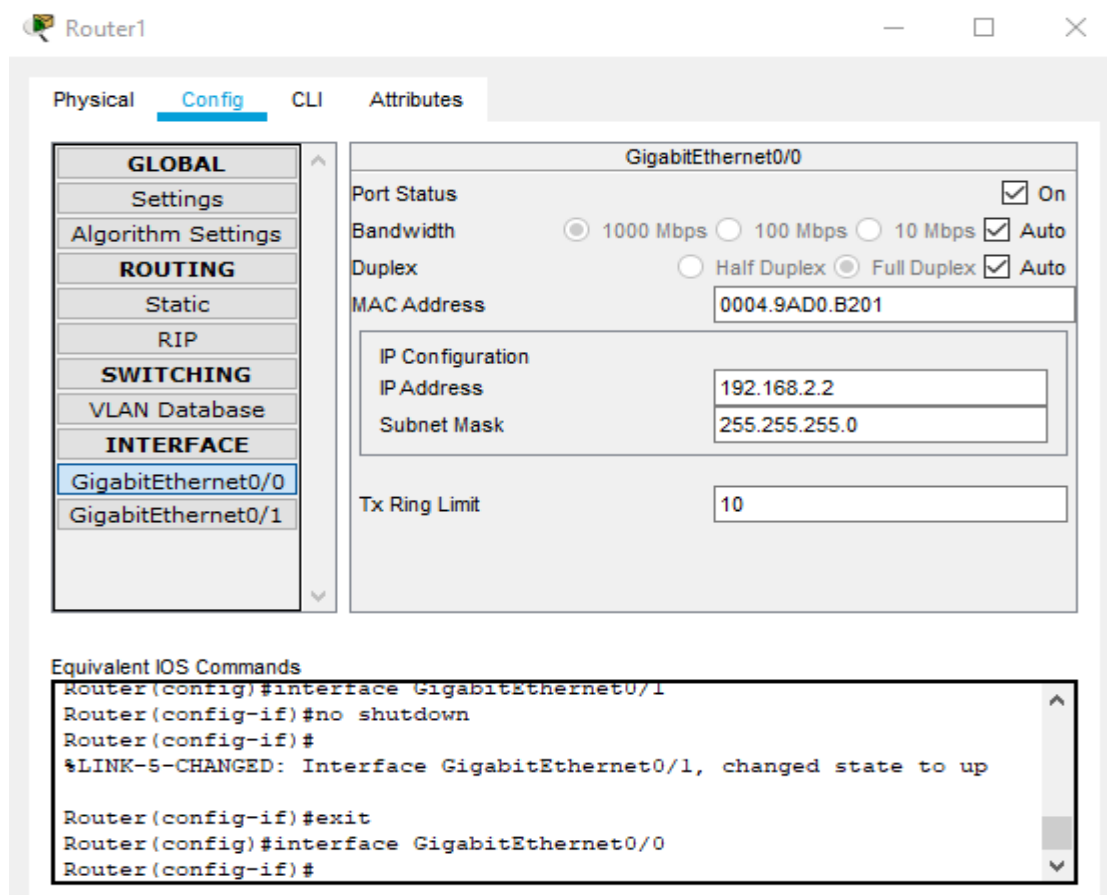 Router1
Physical Config CLI Attributes
GLOBAL
Settings
Algorithm Settings
ROUTING
Static
RIP
SWITCHING
VLAN Database
INTERFACE
GigabitEthernet0/0
GigabitEthernet0/1
GigabitEthernet0/0
Port Status On
Bandwidth 1000 Mbps 100 Mbps 10 Mbps Auto
Duplex Half Duplex Full Duplex Auto
MAC Address 0004.9AD0.B201
IP Configuration
IP Address 192.168.2.2
Subnet Mask 255.255.255.0
Tx Ring Limit 10
Equivalent IOS Commands
Router(config)#interface GigabitEthernet0/1
Router(config-if)#no shutdown
Router(config-if)#
%LINK-5-CHANGED: Interface GigabitEthernet0/1, changed state to up
Router(config-if)#exit
Router(config)#interface GigabitEthernet0/0
Router(config-if)#